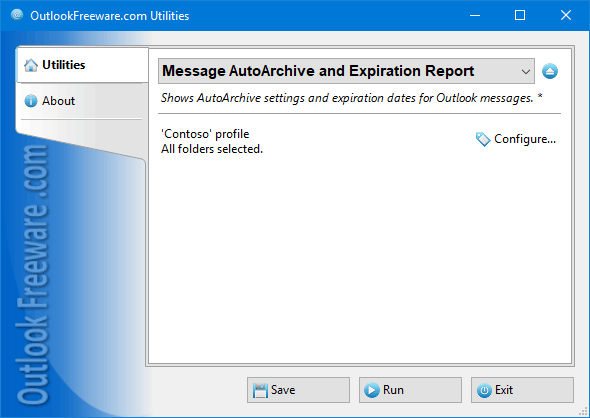 OutlookFreeware.com Utilities
Utilities
About
Message AutoArchive and Expiration Report
Shows AutoArchive settings and expiration dates for Outlook messages. *
'Contoso' profile
All folders selected.
Configure...
Outlook Freeware .com
Save
Run
Exit